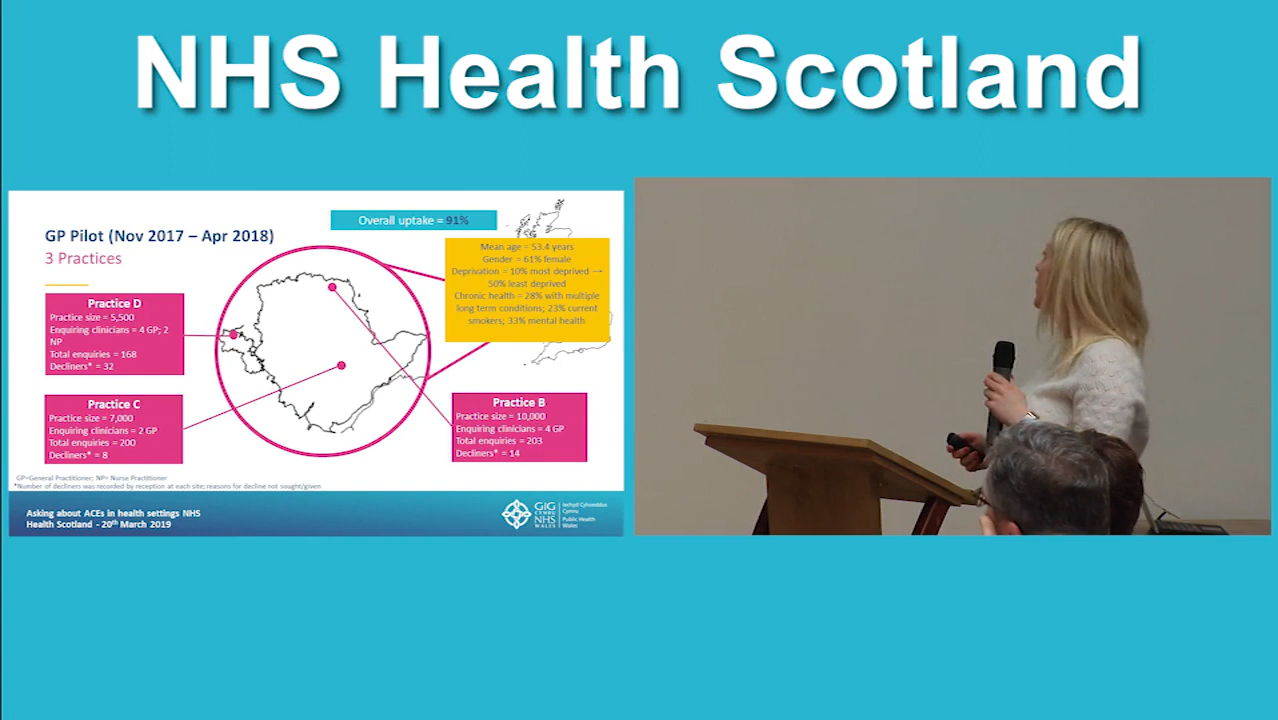 NHS Health Scotland
Overall uptake = 91%
GP Pilot (Nov 2017 – Apr 2018)
3 Practices
Mean age = 53.4 years
Gender = 61% female
Deprivation = 10% most deprived →
50% least deprived
Chronic health = 28% with multiple
long term conditions; 23% current
smokers; 33% mental health
Practice D
Practice size = 5,500
Enquiring clinicians = 4 GP; 2
NP
Total enquiries = 168
Decliners* = 32
Practice C
Practice size = 7,000
Enquiring clinicians = 2 GP
Total enquiries = 200
Decliners* = 8
Practice B
Practice size = 10,000
Enquiring clinicians = 4 GP
Total enquiries = 203
Decliners* = 14
GP=General Practitioner; NP= Nurse Practitioner
*Number of decliners was recorded by reception at each site; reasons for decline not sought/given
Asking about ACEs in health settings NHS
Health Scotland - 20th March 2019
GIG
CYMRU
NHS
WALES
Iechyd Cyhoeddus
Cymru
Public Health
Wales